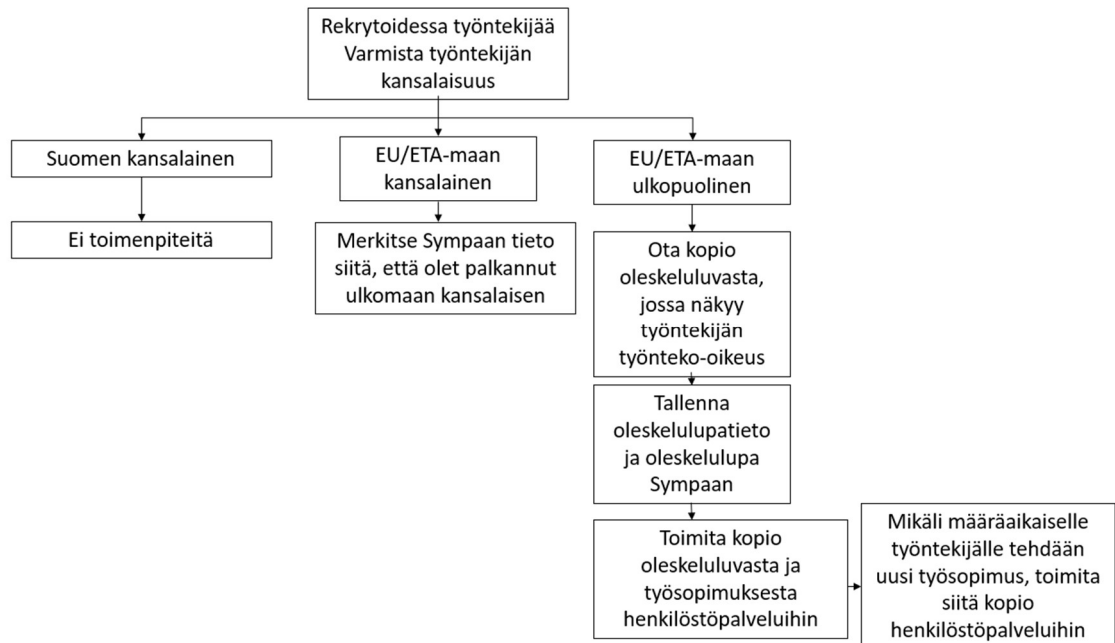 Rekrytoidessa työntekijää
Varmista työntekijän
kansalaisuus
Suomen kansalainen
Ei toimenpiteitä
EU/ETA-maan
kansalainen
Merkitse Sympaan tieto
siitä, että olet palkannut
ulkomaan kansalaisen
EU/ETA-maan
ulkopuolinen
Ota kopio
oleskeluluvasta,
jossa näkyy
työntekijän
työnteko-oikeus
Tallenna
oleskelulupatieto
ja oleskelulupa
Sympaan
Toimita kopio
oleskeluluvasta ja
työsopimuksesta
henkilöstöpalveluihin
Mikäli määräaikaiselle
työntekijälle tehdään
uusi työsopimus, toimita
siitä kopio
henkilöstöpalveluihin